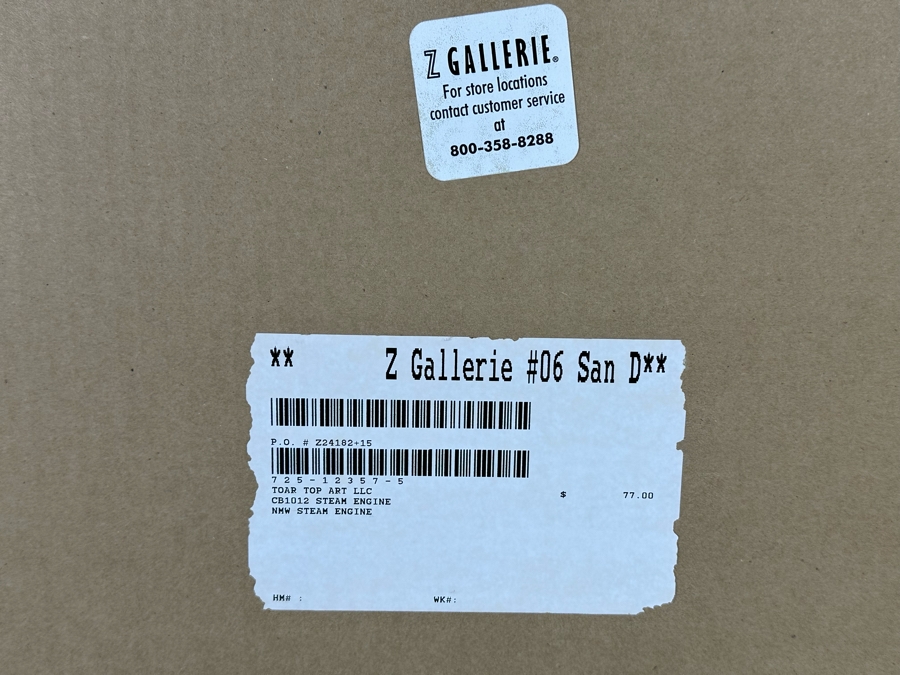 Z GALLERIE®
For store locations
contact customer service
at
800-358-8288
** Z Gallerie #06 San D**
P.O. # Z24182+15
725-12357-5
TOAR TOP ART LLC
CB1012 STEAM ENGINE $ 77.00
NMW STEAM ENGINE
HM# : WK#: